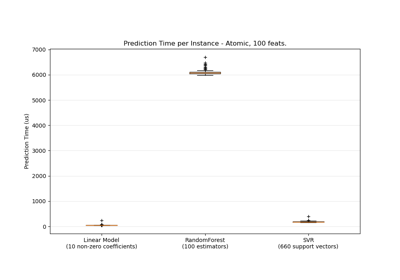 Prediction Time per Instance - Atomic, 100 feats.
7000
6000
5000
4000
3000
2000
1000
0
Prediction Time (us)
Linear Model
(10 non-zero coefficients)
RandomForest
(100 estimators)
SVR
(660 support vectors)